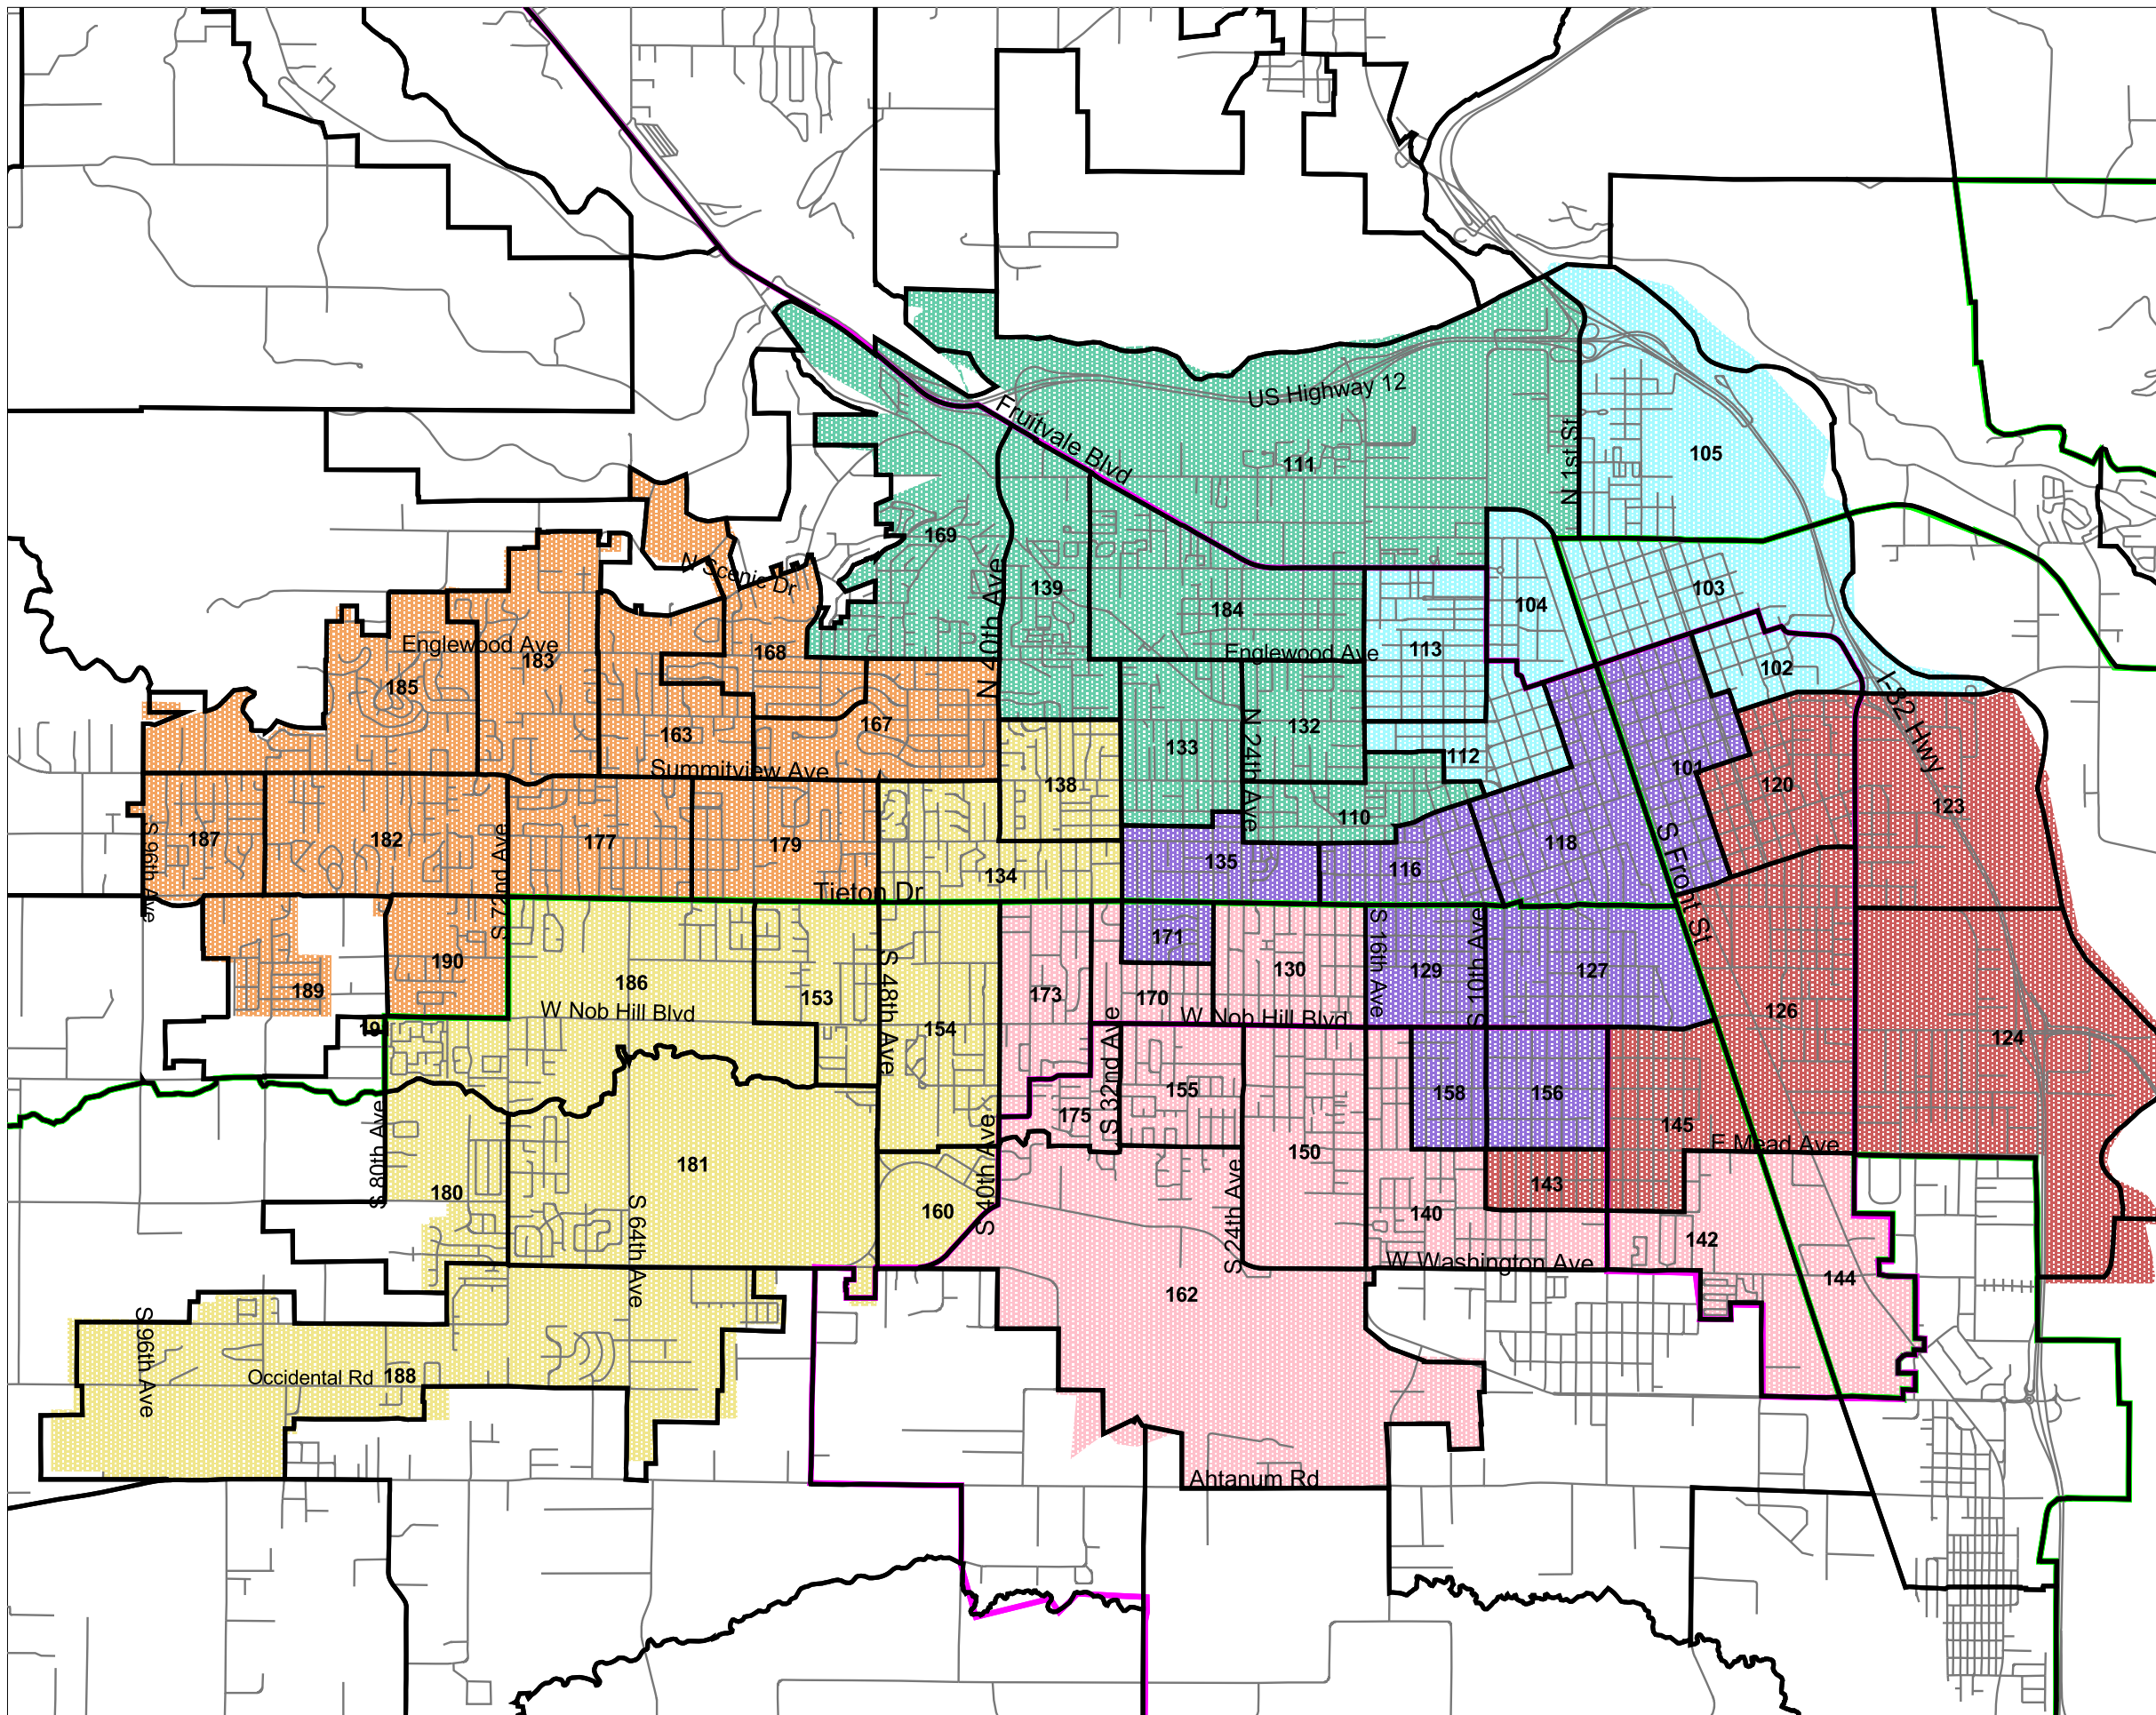 US Highway 12
Fruitvale Blvd
N 1st St
105
111
169
N Scenic Dr
N 40th Ave
139
103
104
184
Englewood Ave
183
168
Englewood Ave
113
102
185
I-82 Hwy
167
163
N 24th Ave
132
133
112
101
Summitview Ave
138
120
123
110
S 96th Ave
187
182
S 72nd Ave
177
179
118
S Front St
135
116
134
Tieton Dr
171
190
189
186
153
S 48th Ave
173
170
130
S 16th Ave
129
S 10th Ave
127
W Nob Hill Blvd
W Nob Hill Blvd
126
154
124
S 80th Ave
S 32nd Ave
155
158
156
175
145
E Mead Ave
150
181
180
143
S 64th Ave
160
S 40th Ave
S 24th Ave
140
142
W Washington Ave
144
162
S 96th Ave
Occidental Rd
188
Ahtanum Rd